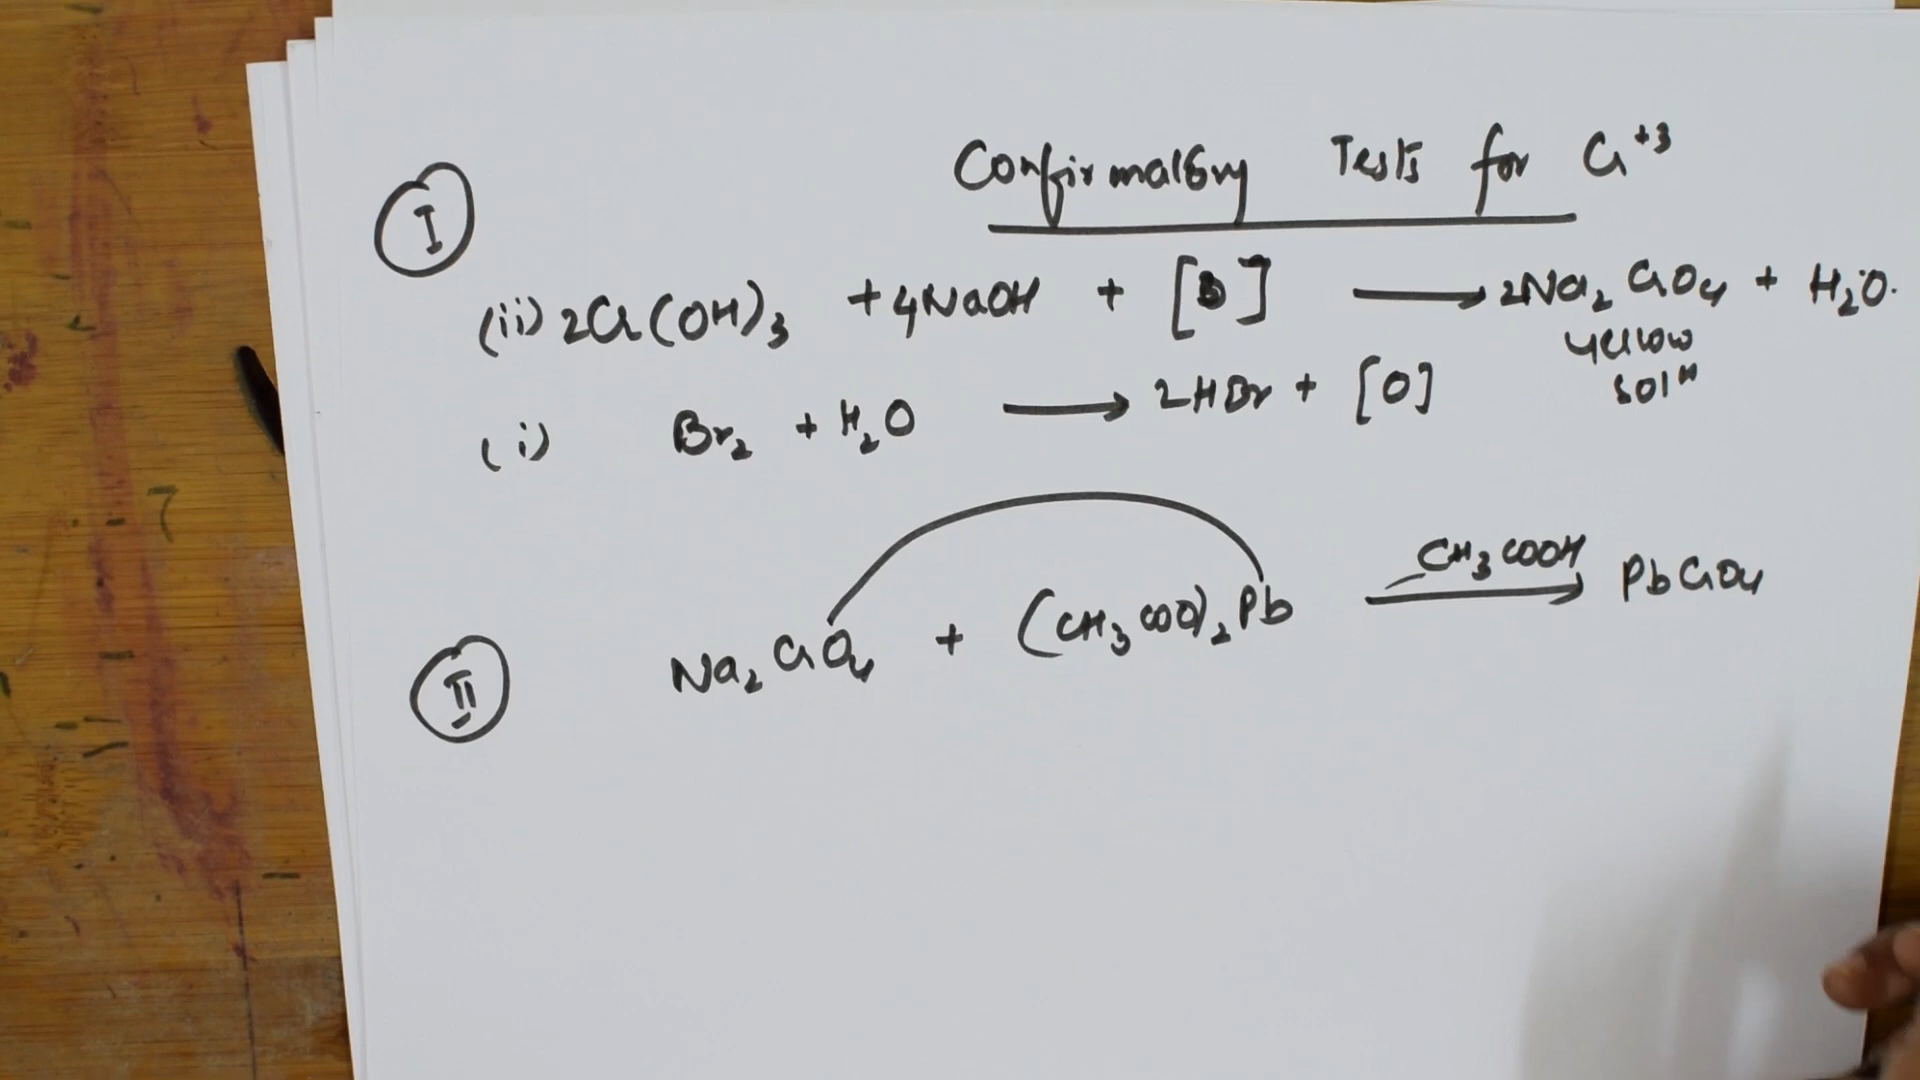 Confirmatory Tests for Cr⁺³
I
(ii) 2Cr(OH)₃ + 4NaOH + [O] ⟶ 2Na₂CrO₄ + H₂O.
yellow
solⁿ
(i) Br₂ + H₂O ⟶ 2HBr + [O]
CH₃COOH
II Na₂CrO₄ + (CH₃COO)₂Pb ⟶ PbCrO₄